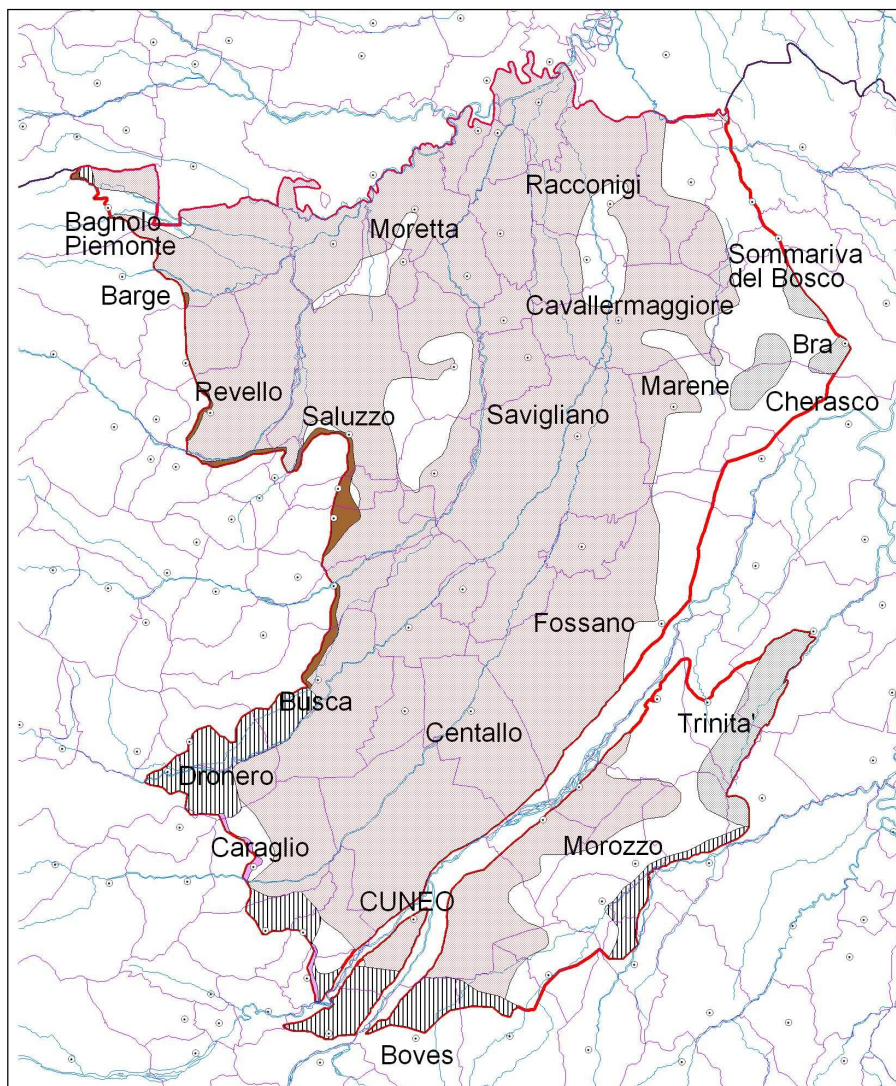 Racconigi
Bagnolo
Piemonte
Moretta
Sommariva
del Bosco
Barge
Cavallermaggiore
Bra
Revello
Marene
Cherasco
Saluzzo
Savigliano
Fossano
Busca
Centallo
Trinita'
Dronero
Caraglio
Morozzo
CUNEO
Boves